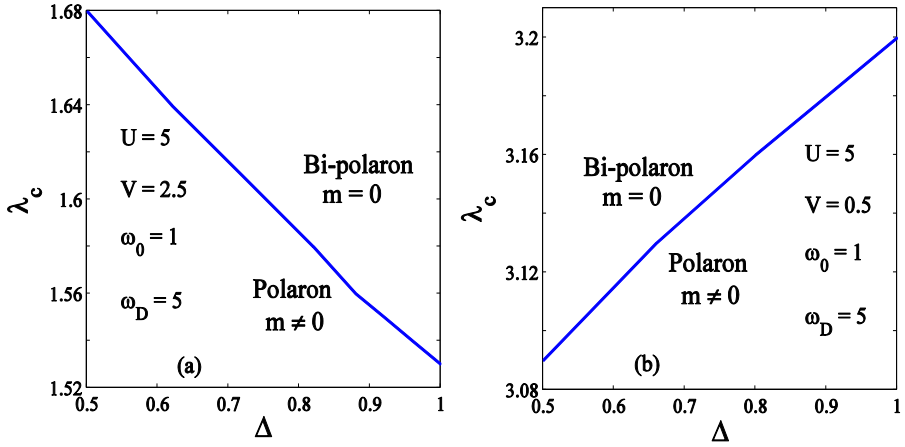 1.68
1.64
1.6
1.56
1.52
λc
U = 5
V = 2.5
ω0 = 1
ωD = 5
Bi-polaron
m = 0
Polaron
m ≠ 0
(a)
0.5 0.6 0.7 0.8 0.9 1
Δ
3.2
3.16
3.12
3.08
λc
Bi-polaron
m = 0
Polaron
m ≠ 0
U = 5
V = 0.5
ω0 = 1
ωD = 5
(b)
0.5 0.6 0.7 0.8 0.9 1
Δ